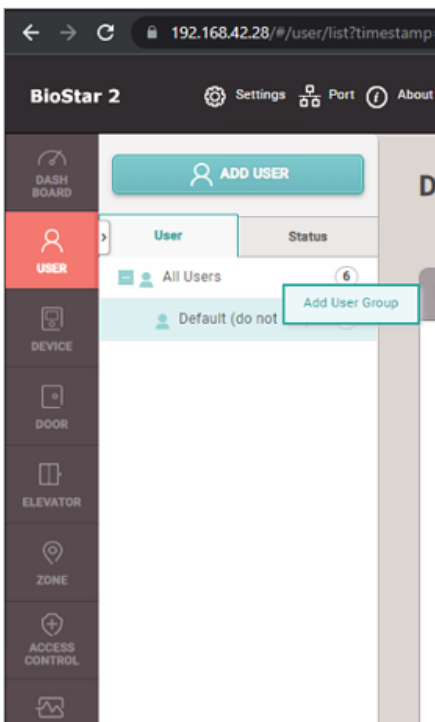 192.168.42.28/#/user/list?timestamp
BioStar 2
Settings
Port
About
DASH
BOARD
ADD USER
D
USER
User
Status
All Users
6
Add User Group
Default (do not
DEVICE
DOOR
ELEVATOR
ZONE
ACCESS
CONTROL